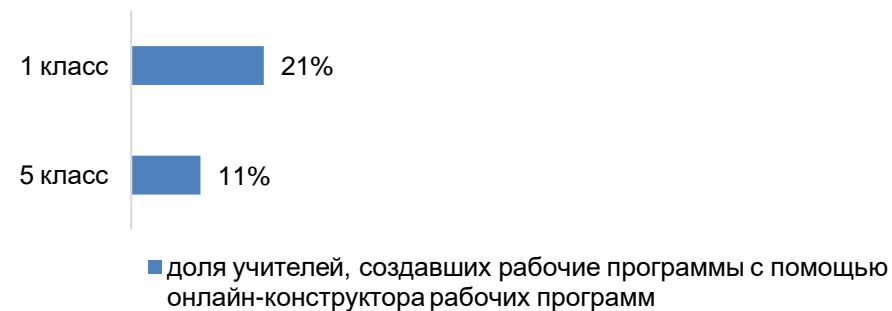 1 класс
21%
5 класс
11%
доля учителей, создавших рабочие программы с помощью
онлайн-конструктора рабочих программ